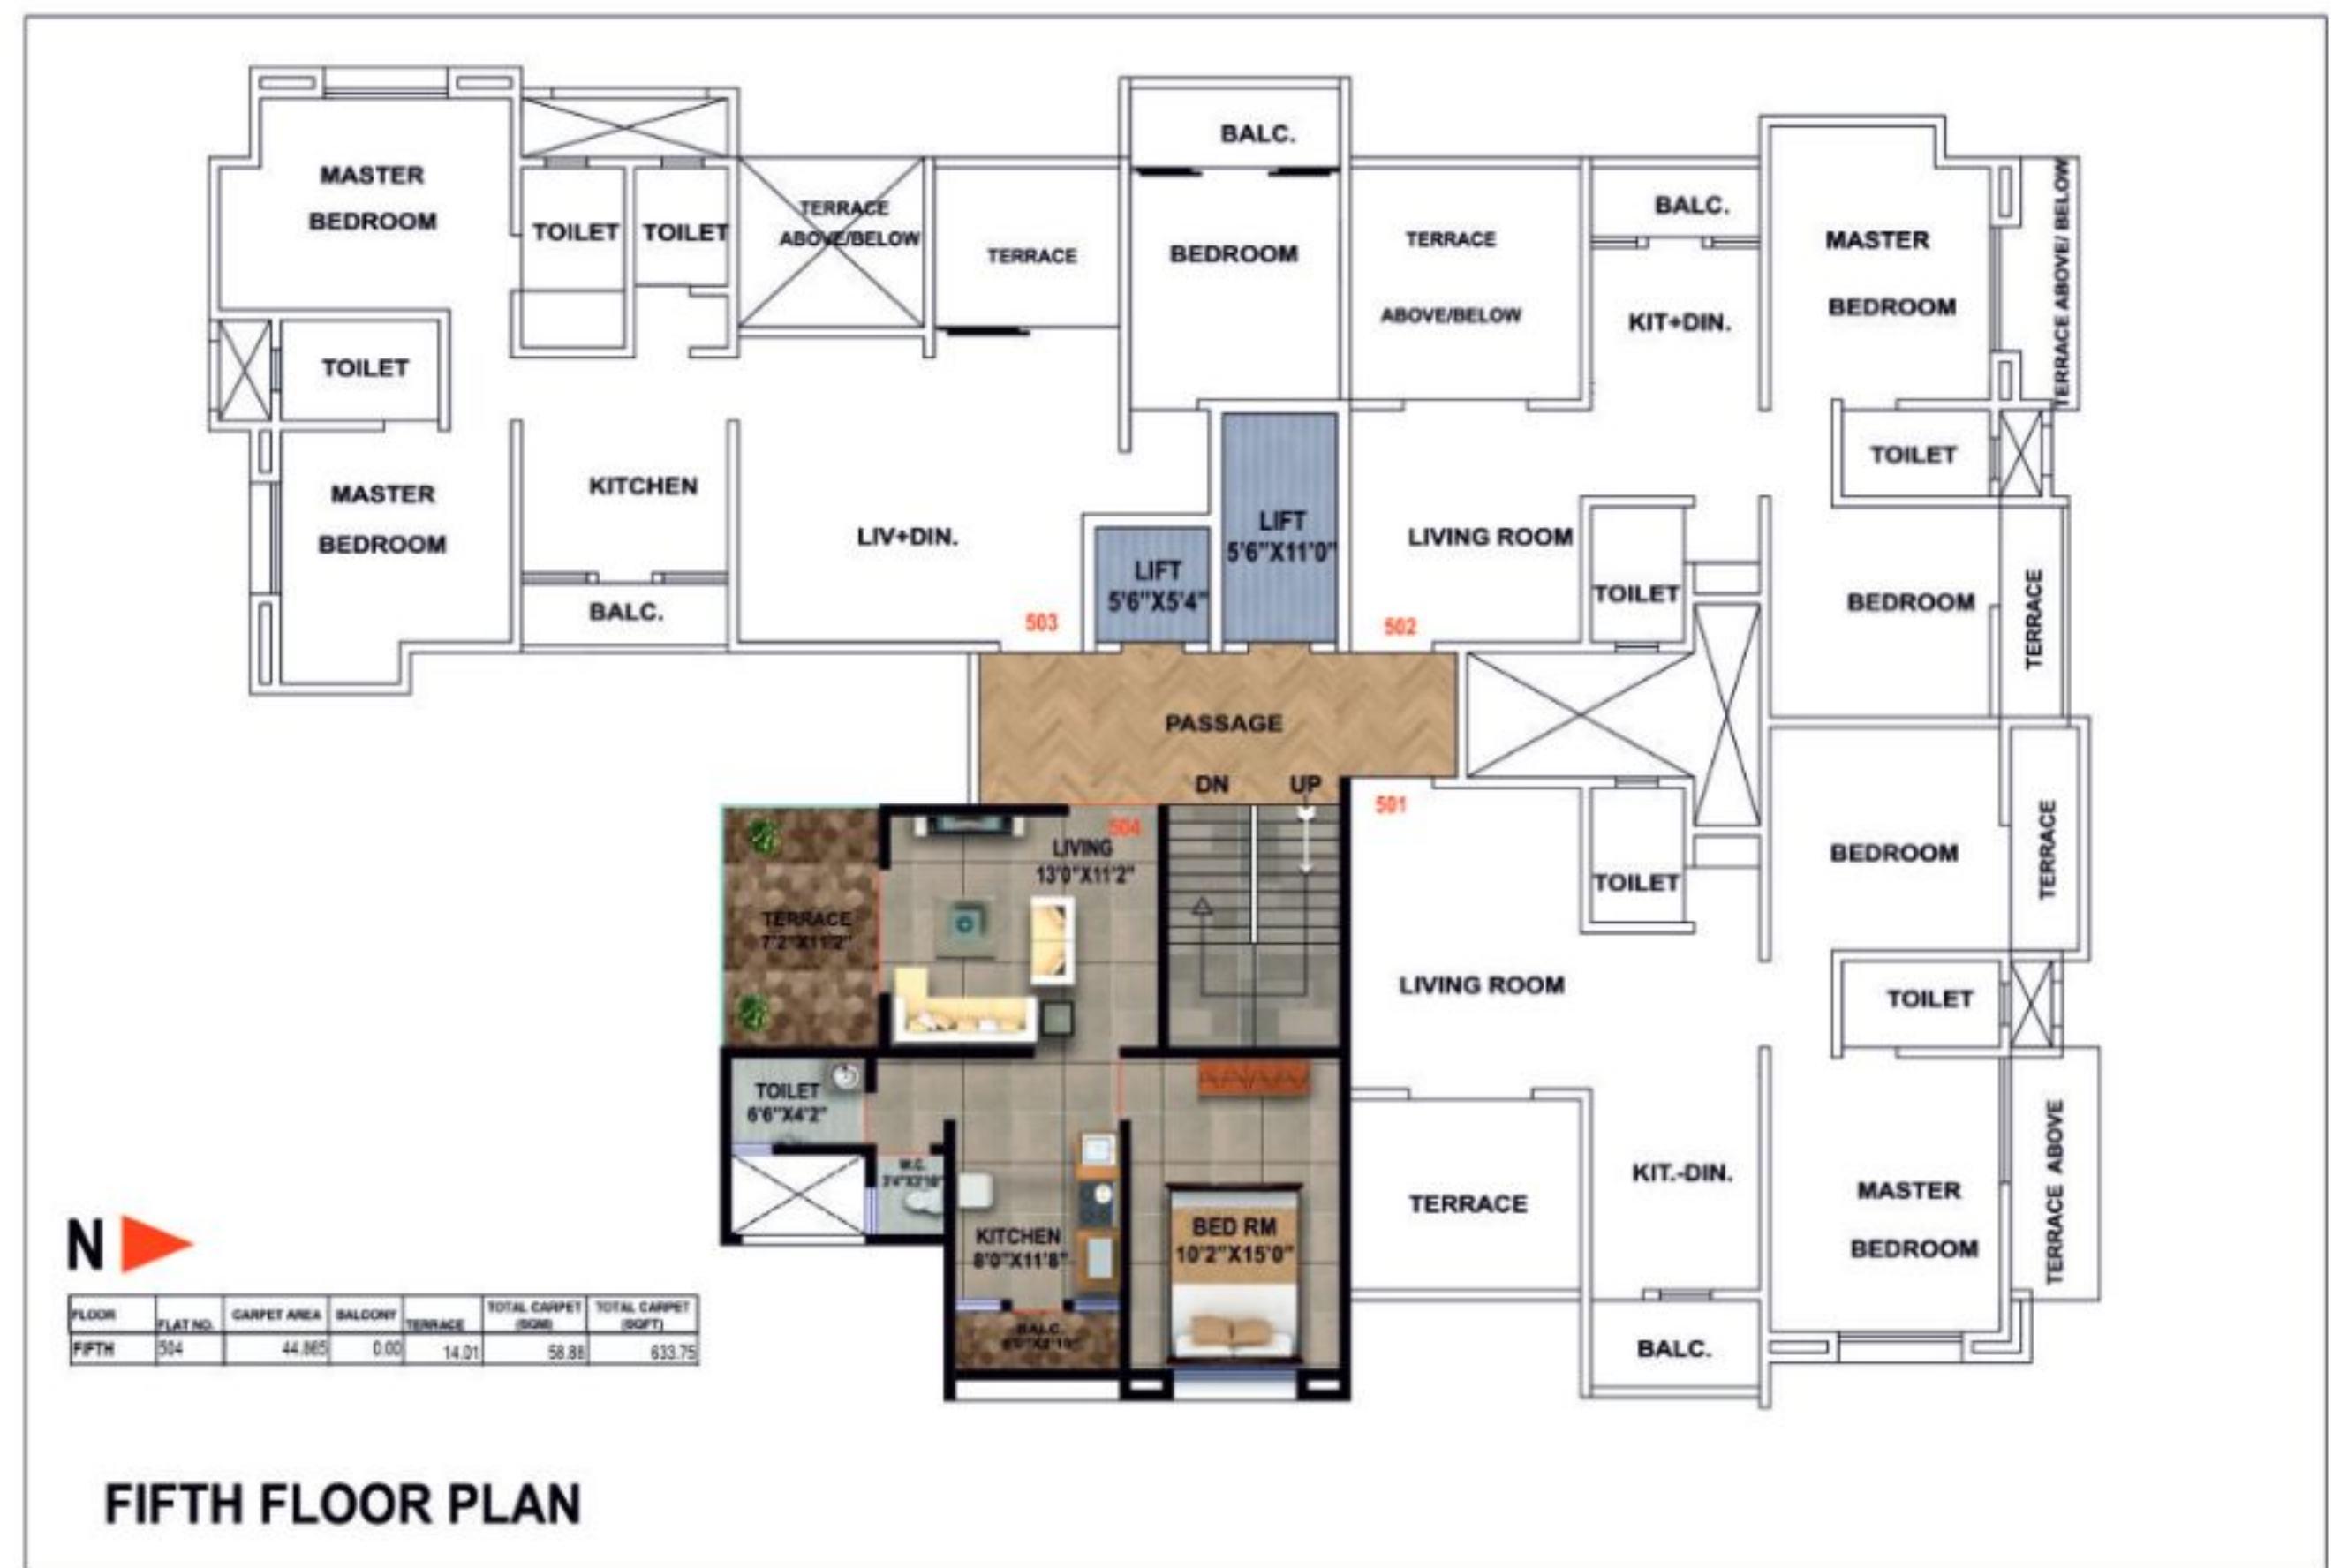 BALC.
MASTER
BEDROOM
TOILET
TOILET
TERRACE
ABOVE/BELOW
TERRACE
BEDROOM
TERRACE
ABOVE/BELOW
BALC.
KIT+DIN.
MASTER
BEDROOM
TERRACE ABOVE/ BELOW
TOILET
TOILET
MASTER
BEDROOM
KITCHEN
BALC.
LIV+DIN.
503
LIFT
5'6"X5'4"
LIFT
5'6"X11'0"
LIVING ROOM
502
TOILET
BEDROOM
TERRACE
PASSAGE
DN UP
501
504
LIVING
13'0"X11'2"
TERRACE
7'2"X11'2"
TOILET
BEDROOM
TERRACE
LIVING ROOM
TOILET
TOILET
6'6"X4'2"
W.C.
KITCHEN
8'0"X11'8"
BALC.
BED RM
10'2"X15'0"
TERRACE
KIT.-DIN.
BALC.
MASTER
BEDROOM
TERRACE ABOVE
N
FLOOR FLAT NO. CARPET AREA BALCONY TERRACE TOTAL CARPET (SQM) TOTAL CARPET (SQFT)
FIFTH 504 44.865 0.00 14.01 58.88 633.75
FIFTH FLOOR PLAN